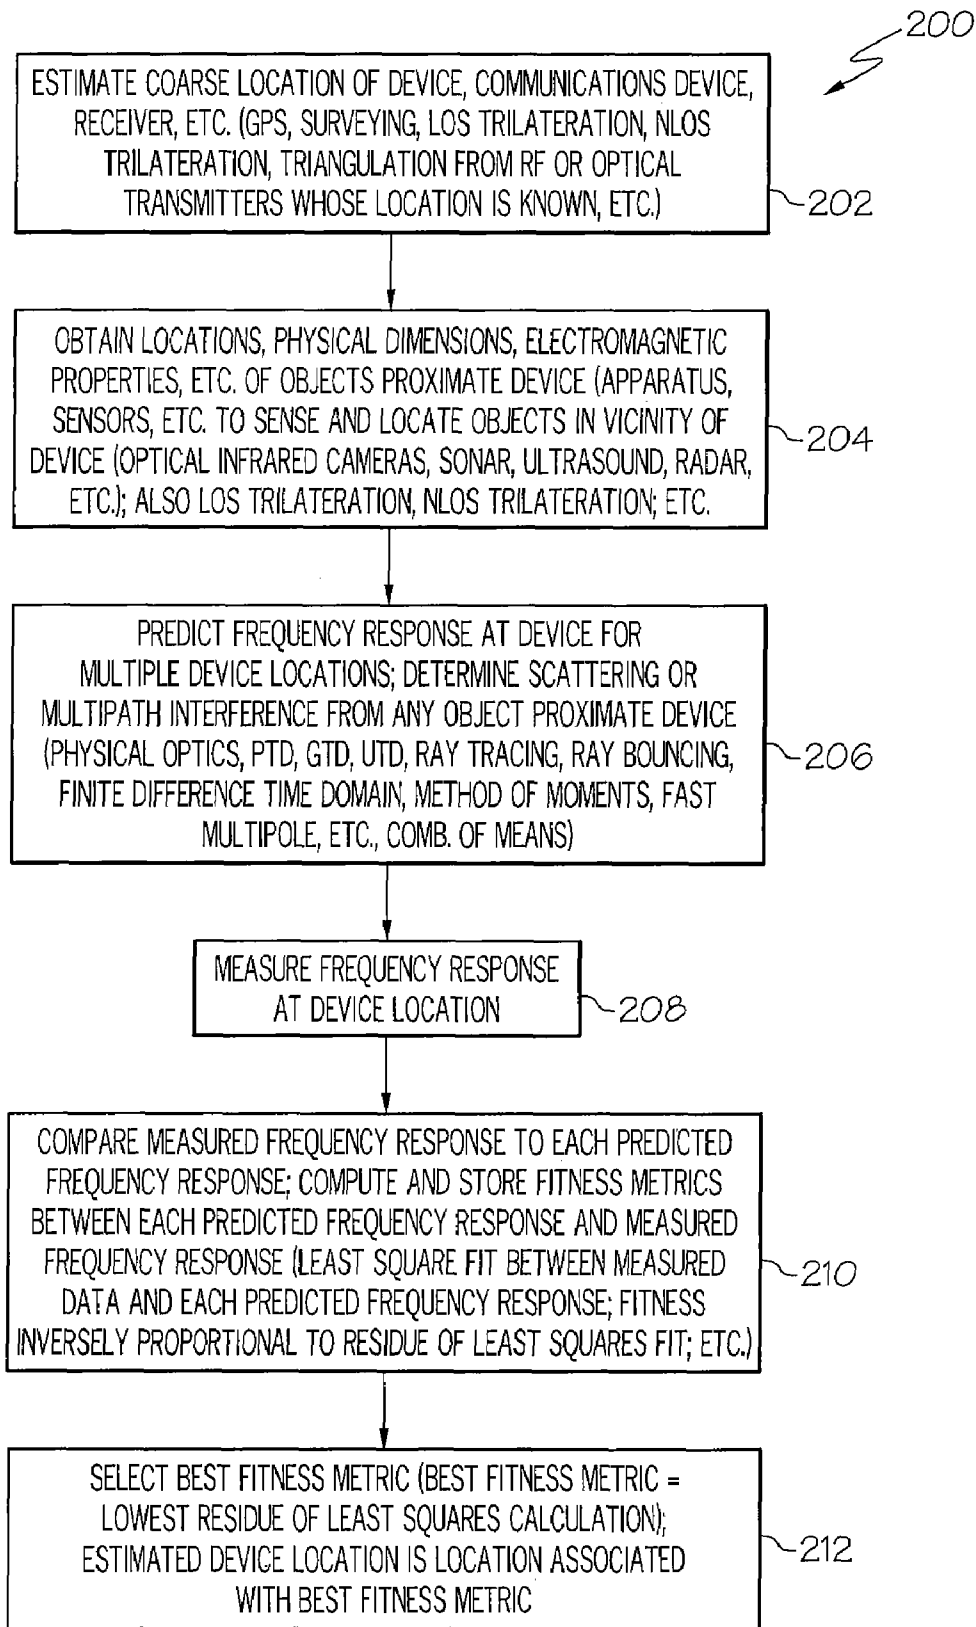 200
ESTIMATE COARSE LOCATION OF DEVICE, COMMUNICATIONS DEVICE,
RECEIVER, ETC. (GPS, SURVEYING, LOS TRILATERATION, NLOS
TRILATERATION, TRIANGULATION FROM RF OR OPTICAL
TRANSMITTERS WHOSE LOCATION IS KNOWN, ETC.)
202
OBTAIN LOCATIONS, PHYSICAL DIMENSIONS, ELECTROMAGNETIC
PROPERTIES, ETC. OF OBJECTS PROXIMATE DEVICE (APPARATUS,
SENSORS, ETC. TO SENSE AND LOCATE OBJECTS IN VICINITY OF
DEVICE (OPTICAL INFRARED CAMERAS, SONAR, ULTRASOUND, RADAR,
ETC.); ALSO LOS TRILATERATION, NLOS TRILATERATION; ETC.
204
PREDICT FREQUENCY RESPONSE AT DEVICE FOR
MULTIPLE DEVICE LOCATIONS; DETERMINE SCATTERING OR
MULTIPATH INTERFERENCE FROM ANY OBJECT PROXIMATE DEVICE
(PHYSICAL OPTICS, PTD, GTD, UTD, RAY TRACING, RAY BOUNCING,
FINITE DIFFERENCE TIME DOMAIN, METHOD OF MOMENTS, FAST
MULTIPOLE, ETC., COMB. OF MEANS)
206
MEASURE FREQUENCY RESPONSE
AT DEVICE LOCATION
208
COMPARE MEASURED FREQUENCY RESPONSE TO EACH PREDICTED
FREQUENCY RESPONSE; COMPUTE AND STORE FITNESS METRICS
BETWEEN EACH PREDICTED FREQUENCY RESPONSE AND MEASURED
FREQUENCY RESPONSE (LEAST SQUARE FIT BETWEEN MEASURED
DATA AND EACH PREDICTED FREQUENCY RESPONSE; FITNESS
INVERSELY PROPORTIONAL TO RESIDUE OF LEAST SQUARES FIT; ETC.)
210
SELECT BEST FITNESS METRIC (BEST FITNESS METRIC =
LOWEST RESIDUE OF LEAST SQUARES CALCULATION);
ESTIMATED DEVICE LOCATION IS LOCATION ASSOCIATED
WITH BEST FITNESS METRIC
212